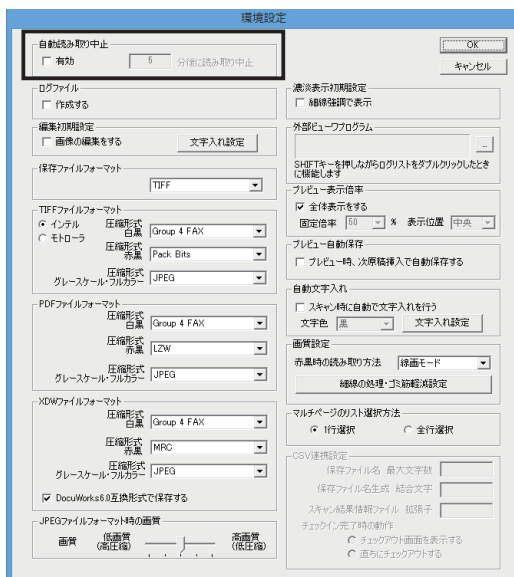 環境設定
自動読み取り中止
有効 5 分後に読み取り中止
OK
キャンセル
ログファイル
作成する
編集初期設定
画像の編集をする 文字入れ設定
保存ファイルフォーマット
TIFF
TIFFファイルフォーマット
インテル
モトローラ
圧縮形式
白黒 Group 4 FAX
圧縮形式
赤黒 Pack Bits
圧縮形式
グレースケール・フルカラー JPEG
PDFファイルフォーマット
圧縮形式
白黒 Group 4 FAX
圧縮形式
赤黒 LZW
圧縮形式
グレースケール・フルカラー JPEG
XDWファイルフォーマット
圧縮形式
白黒 Group 4 FAX
圧縮形式
赤黒 MRC
圧縮形式
グレースケール・フルカラー JPEG
DocuWorks6.0互換形式で保存する
JPEGファイルフォーマット時の画質
画質 低画質 高画質
(高圧縮) (低圧縮)
濃淡表示初期設定
細線強調で表示
外部ビューワプログラム
...
SHIFTキーを押しながらログリストをダブルクリックしたとき
に機能します
プレビュー表示倍率
全体表示をする
固定倍率 50 % 表示位置 中央
プレビュー自動保存
プレビュー時、次原稿挿入で自動保存する
自動文字入れ
スキャン時に自動で文字入れを行う
文字色 黒 文字入れ設定
画質設定
赤黒時の読み取り方法 線画モード
細線の処理・ゴミ筋軽減設定
マルチページのリスト選択方法
1行選択 全行選択
CSV連携設定
保存ファイル名 最大文字数
保存ファイル名生成 結合文字
スキャン結果情報ファイル 拡張子
チェックイン完了時の動作
チェックアウト画面を表示する
直ちにチェックアウトする